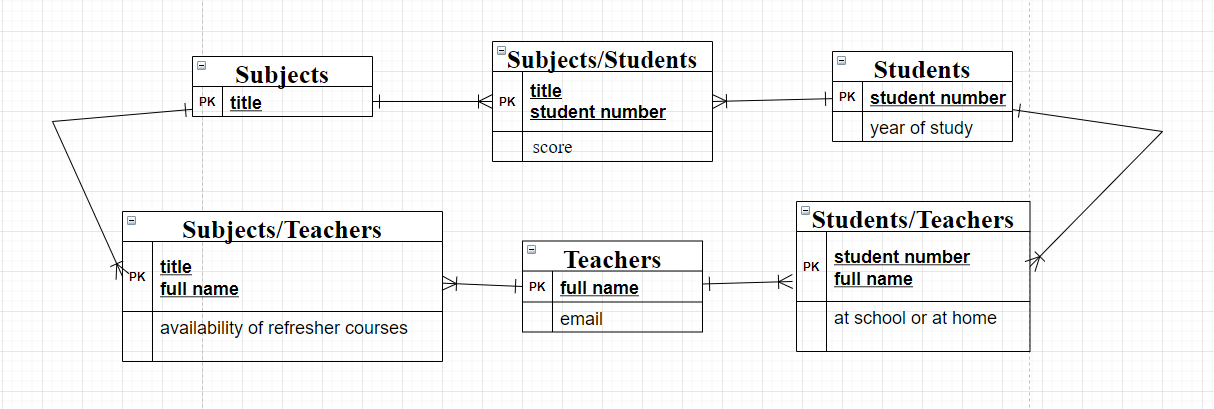 Subjects
PK title
Subjects/Students
PK title
student number
score
Students
PK student number
year of study
Subjects/Teachers
PK title
full name
availability of refresher courses
Teachers
PK full name
email
Students/Teachers
PK student number
full name
at school or at home